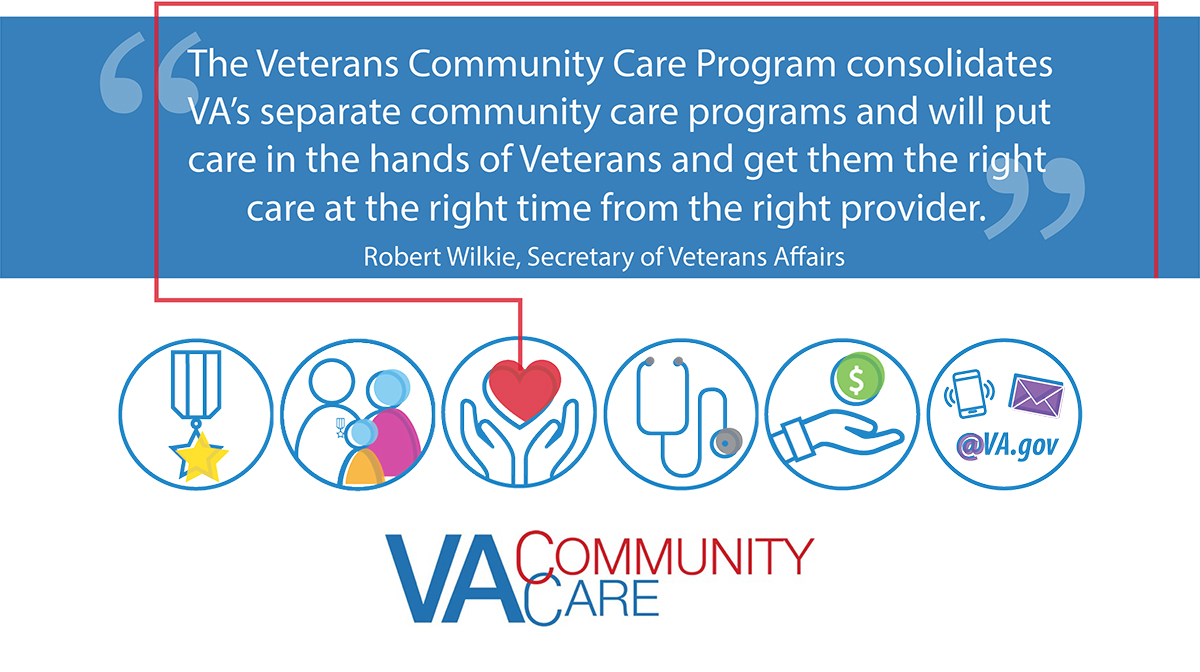 The Veterans Community Care Program consolidates
VA’s separate community care programs and will put
care in the hands of Veterans and get them the right
care at the right time from the right provider.
Robert Wilkie, Secretary of Veterans Affairs
$
@VA.gov
VA COMMUNITY
CARE